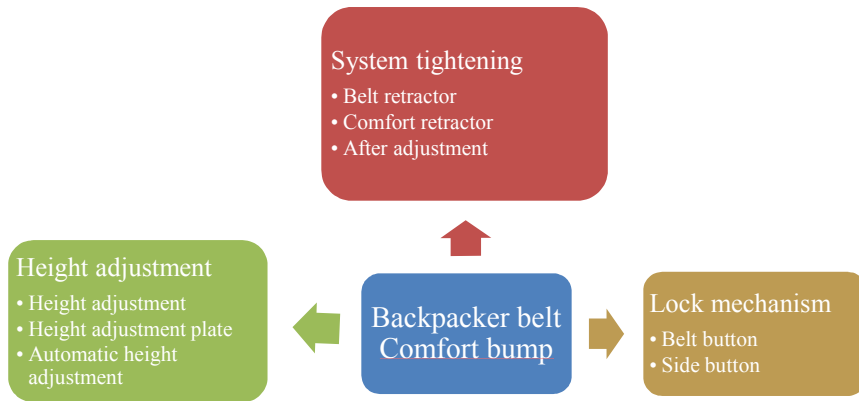 System tightening
• Belt retractor
• Comfort retractor
• After adjustment
Height adjustment
• Height adjustment
• Height adjustment plate
• Automatic height
adjustment
Backpacker belt
Comfort bump
Lock mechanism
• Belt button
• Side button